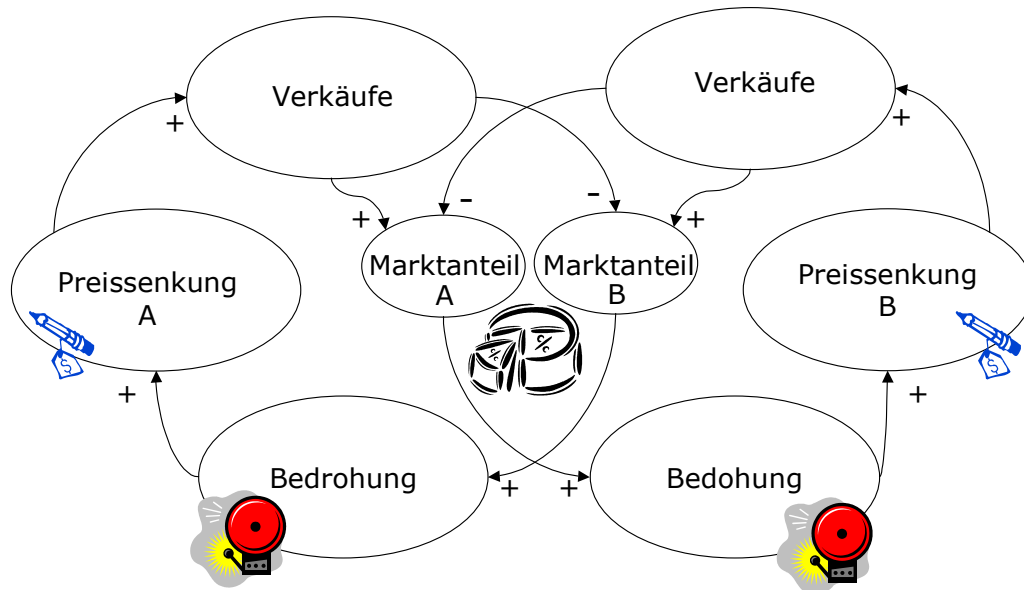 Verkäufe
Verkäufe
+
+
+
-
-
+
Marktanteil
A
Marktanteil
B
Preissenkung
A
Preissenkung
B
$
c/c
c/c
$
+
+
Bedrohung
+
+
Bedohung